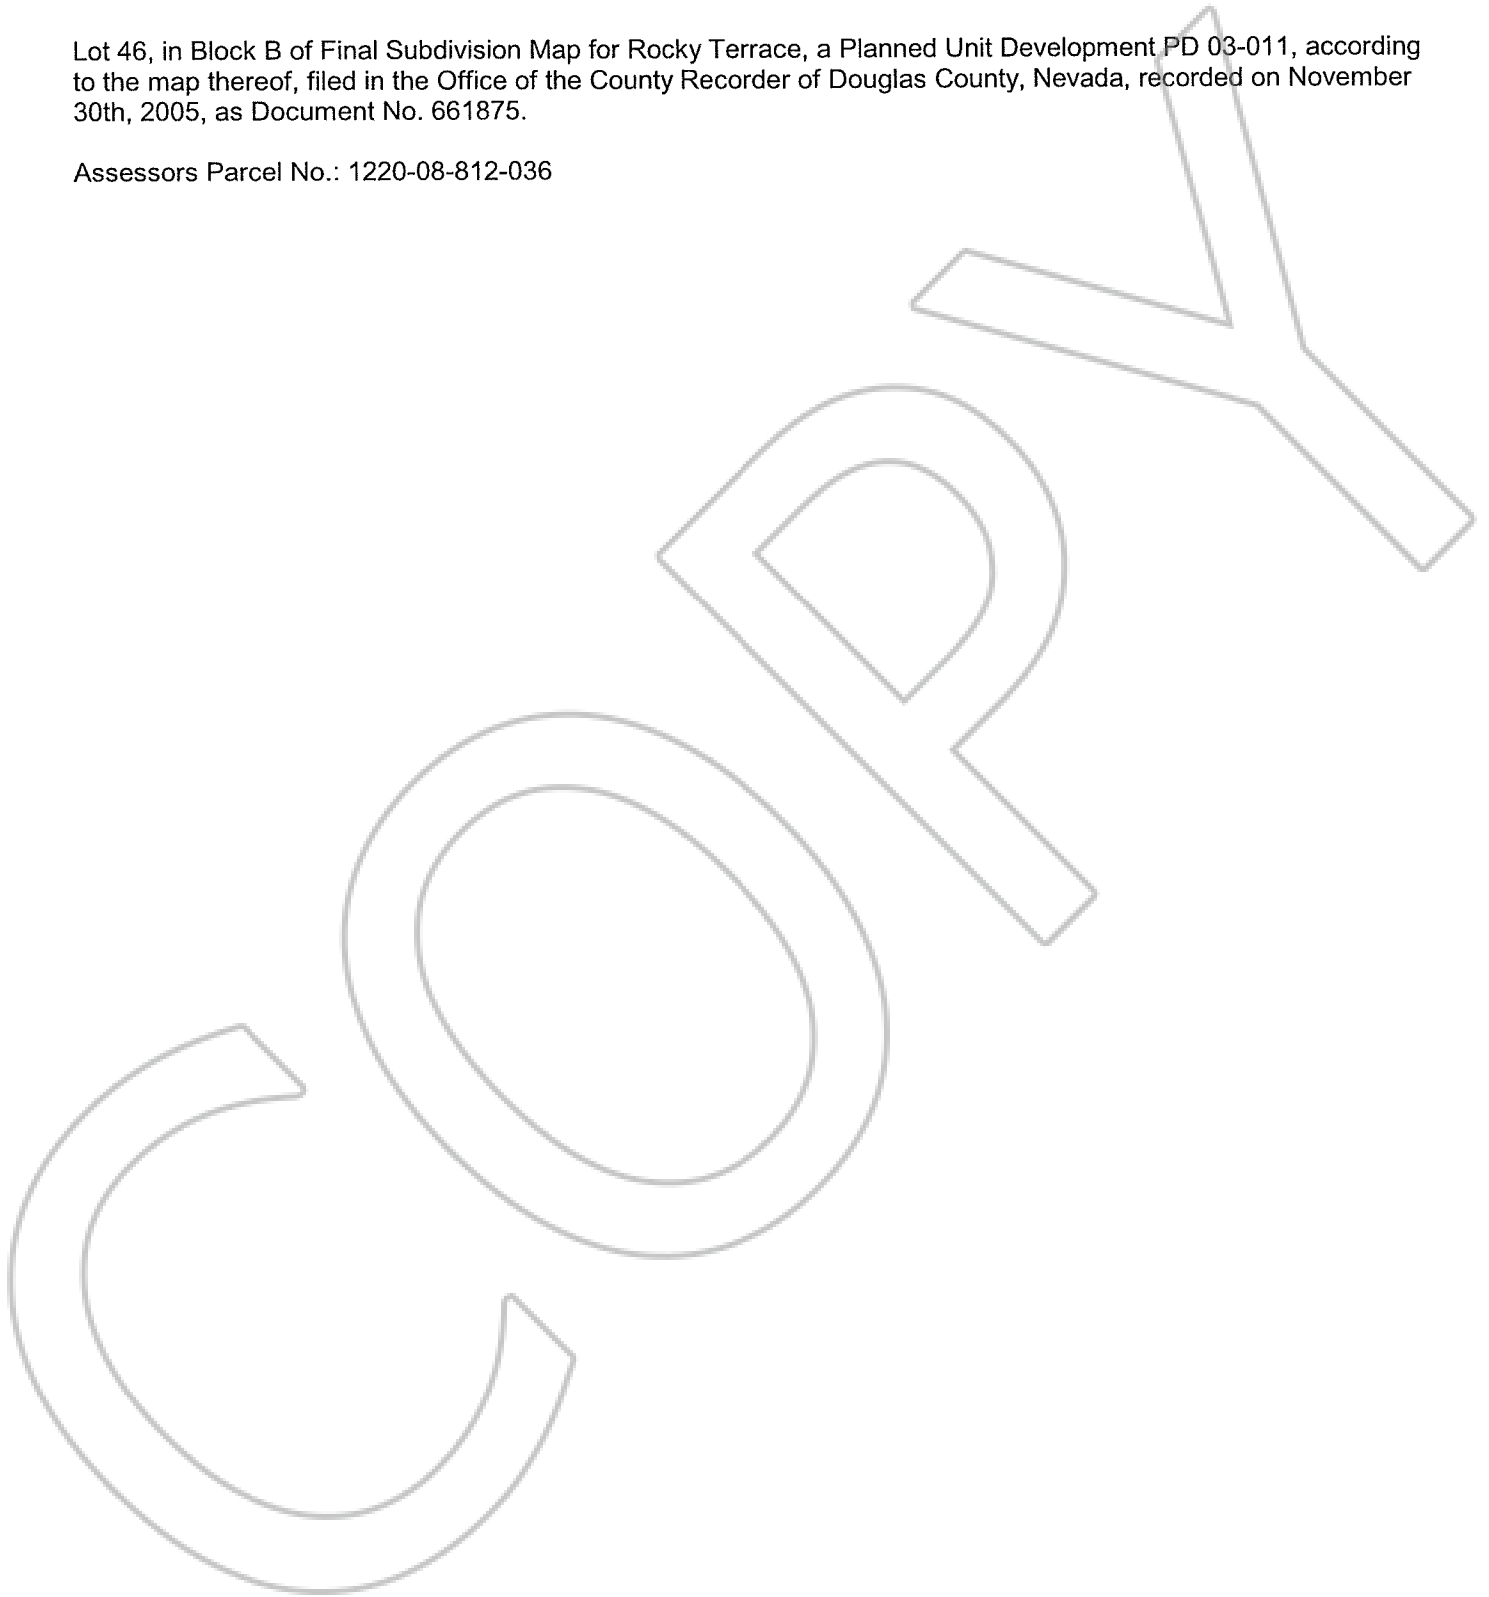 Lot 46, in Block B of Final Subdivision Map for Rocky Terrace, a Planned Unit Development PD 03-011, according
to the map thereof, filed in the Office of the County Recorder of Douglas County, Nevada, recorded on November
30th, 2005, as Document No. 661875.
Assessors Parcel No.: 1220-08-812-036
COPY